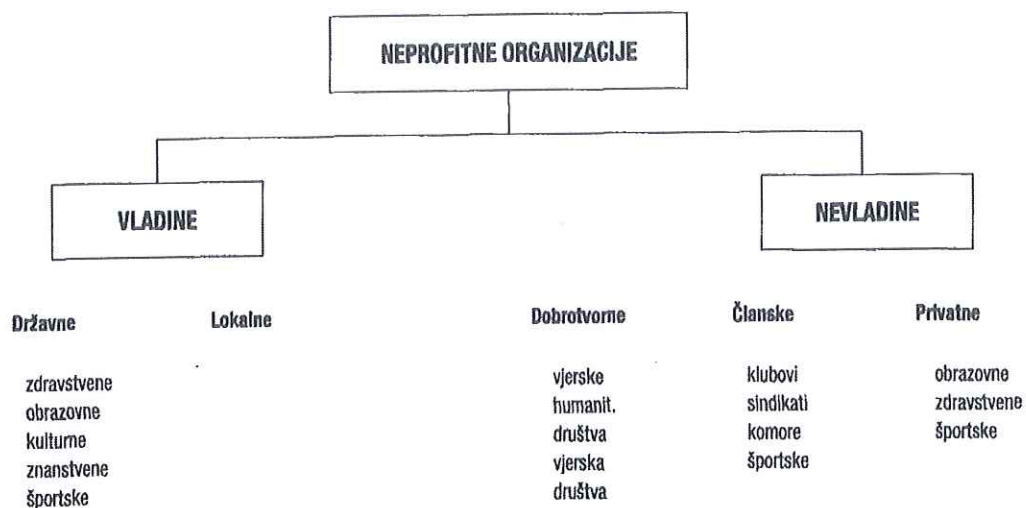 NEPROFITNE ORGANIZACIJE
VLADINE
NEVLADINE
Državne
Lokalne
Dobrotvorne
Članske
Privatne
zdravstvene
obrazovne
kulturne
znanstvene
športske
vjerske
humanit.
društva
vjerska
društva
klubovi
sindikati
komore
športske
obrazovne
zdravstvene
športske